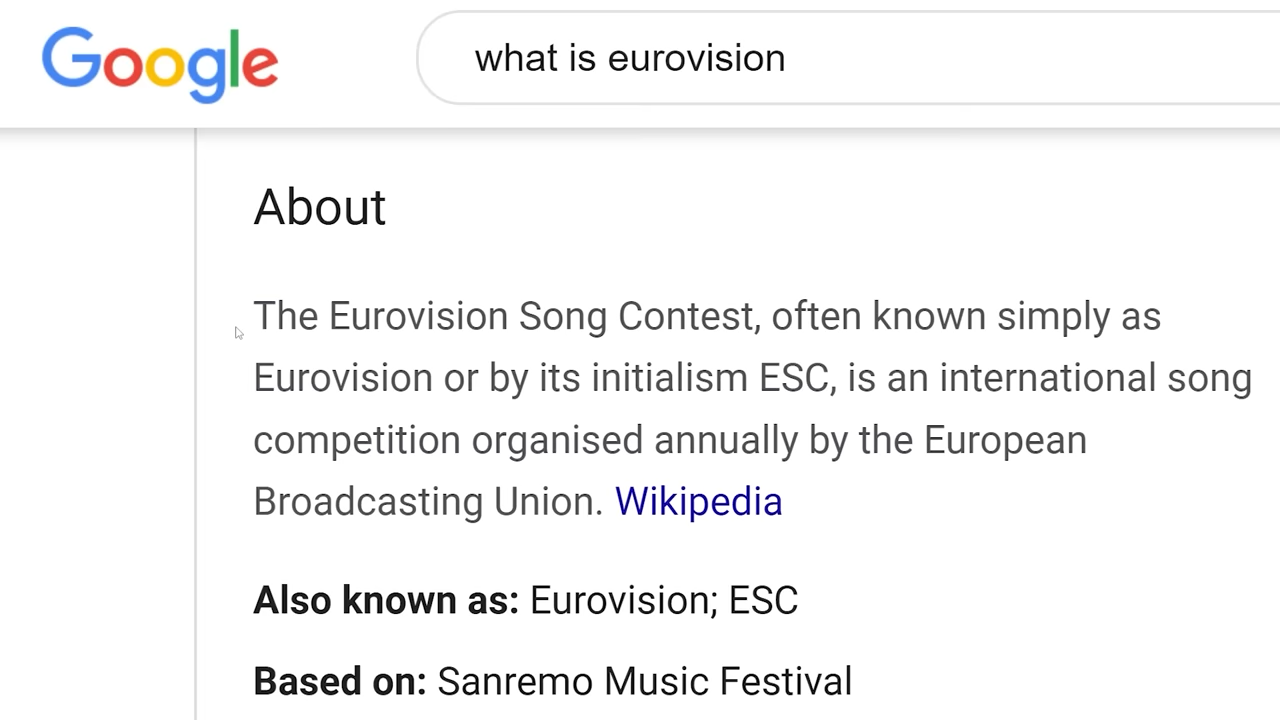 Google
what is eurovision
About
The Eurovision Song Contest, often known simply as
Eurovision or by its initialism ESC, is an international song
competition organised annually by the European
Broadcasting Union. Wikipedia
Also known as: Eurovision; ESC
Based on: Sanremo Music Festival